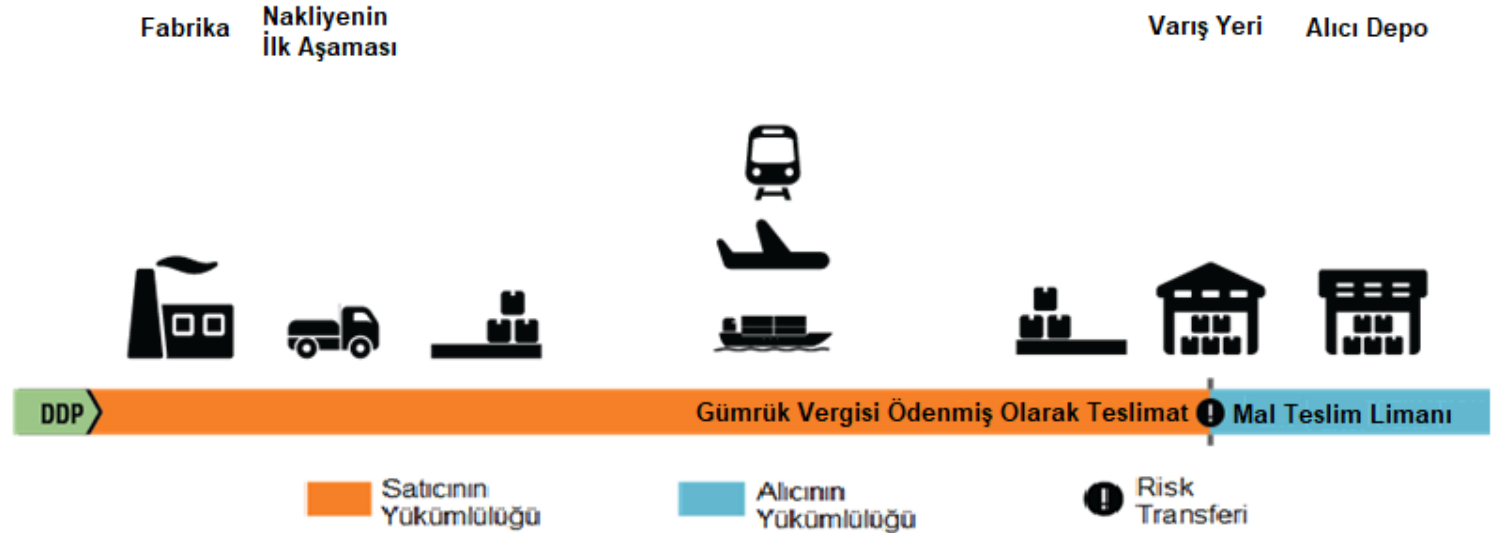 Fabrika
Nakliyenin
İlk Aşaması
Varış Yeri
Alıcı Depo
DDP
Gümrük Vergisi Ödenmiş Olarak Teslimat
Mal Teslim Limanı
Satıcının
Yükümlülüğü
Alıcının
Yükümlülüğü
Risk
Transferi